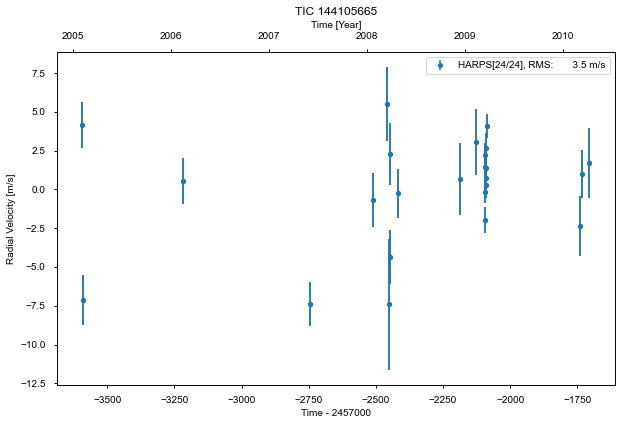 TIC 144105665
Time [Year]
2005 2006 2007 2008 2009 2010
HARPS[24/24], RMS: 3.5 m/s
7.5
5.0
2.5
0.0
−2.5
−5.0
−7.5
−10.0
−12.5
Radial Velocity [m/s]
−3500 −3250 −3000 −2750 −2500 −2250 −2000 −1750
Time - 2457000